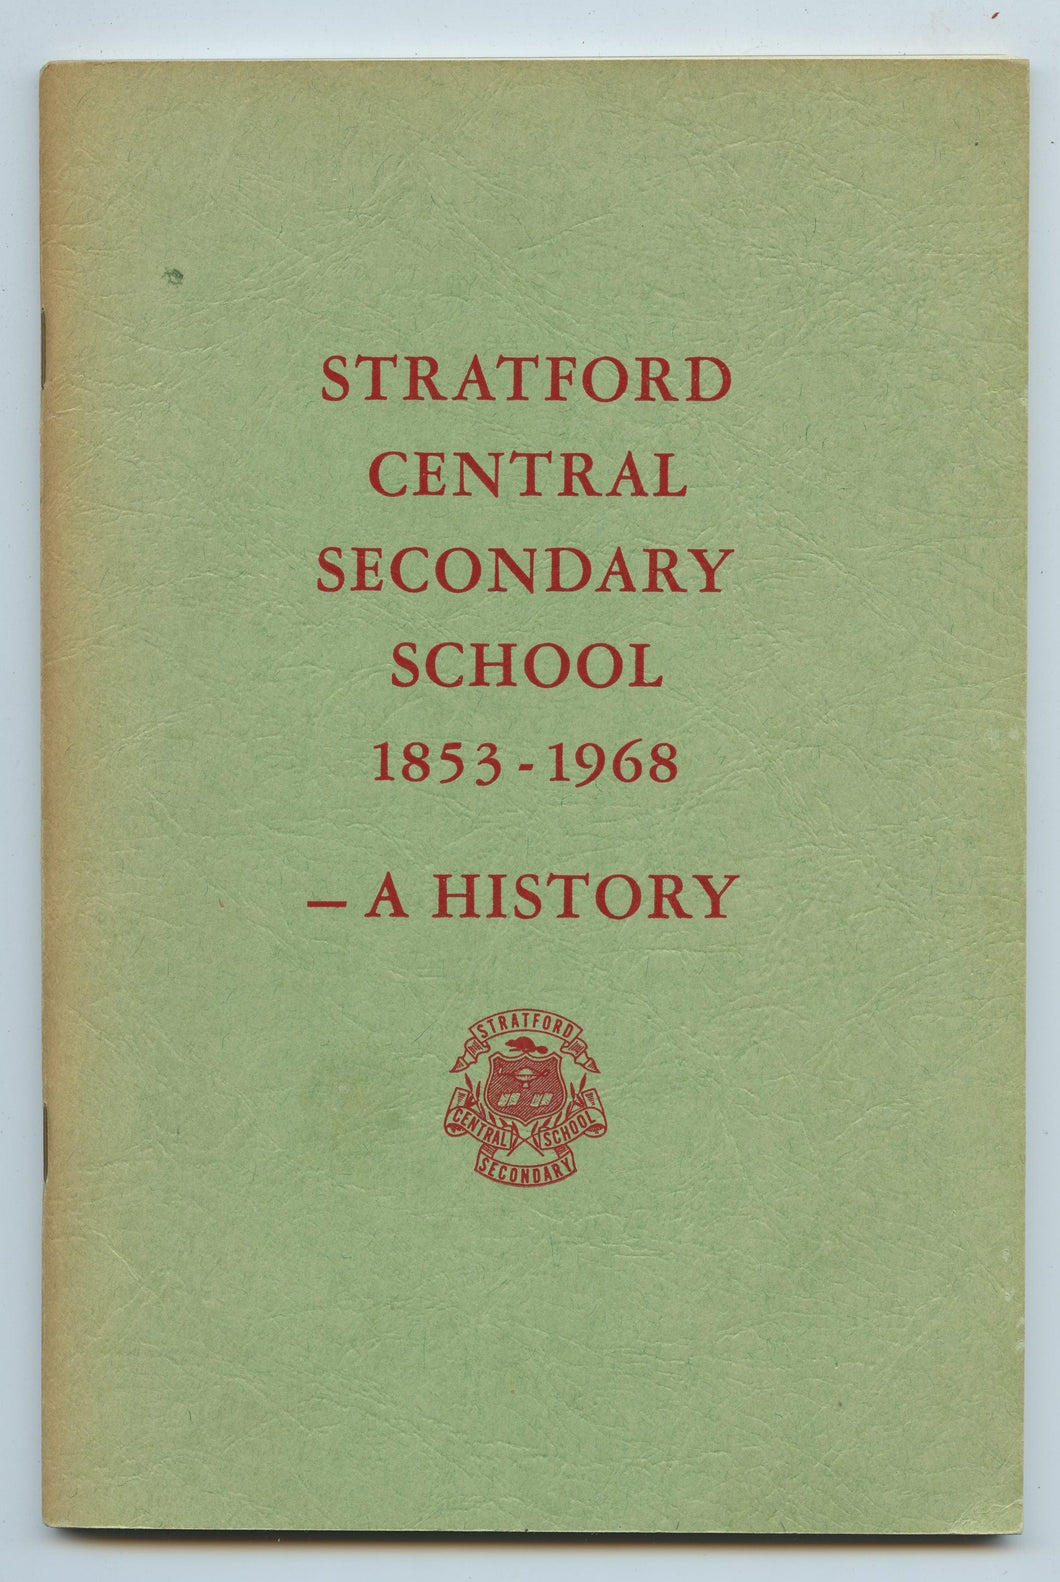 STRATFORD
CENTRAL
SECONDARY
SCHOOL
1853 - 1968
– A HISTORY
STRATFORD
CENTRAL SCHOOL
SECONDARY